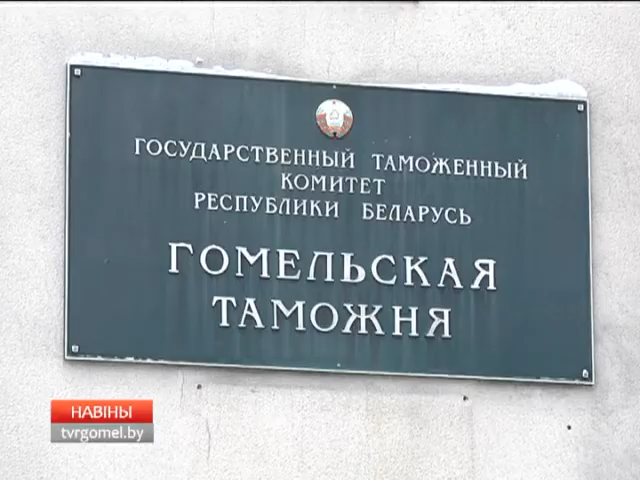 ГОСУДАРСТВЕННЫЙ ТАМОЖЕННЫЙ
КОМИТЕТ
РЕСПУБЛИКИ БЕЛАРУСЬ
ГОМЕЛЬСКАЯ
ТАМОЖНЯ
НАВІНЫ
tvrgomel.by